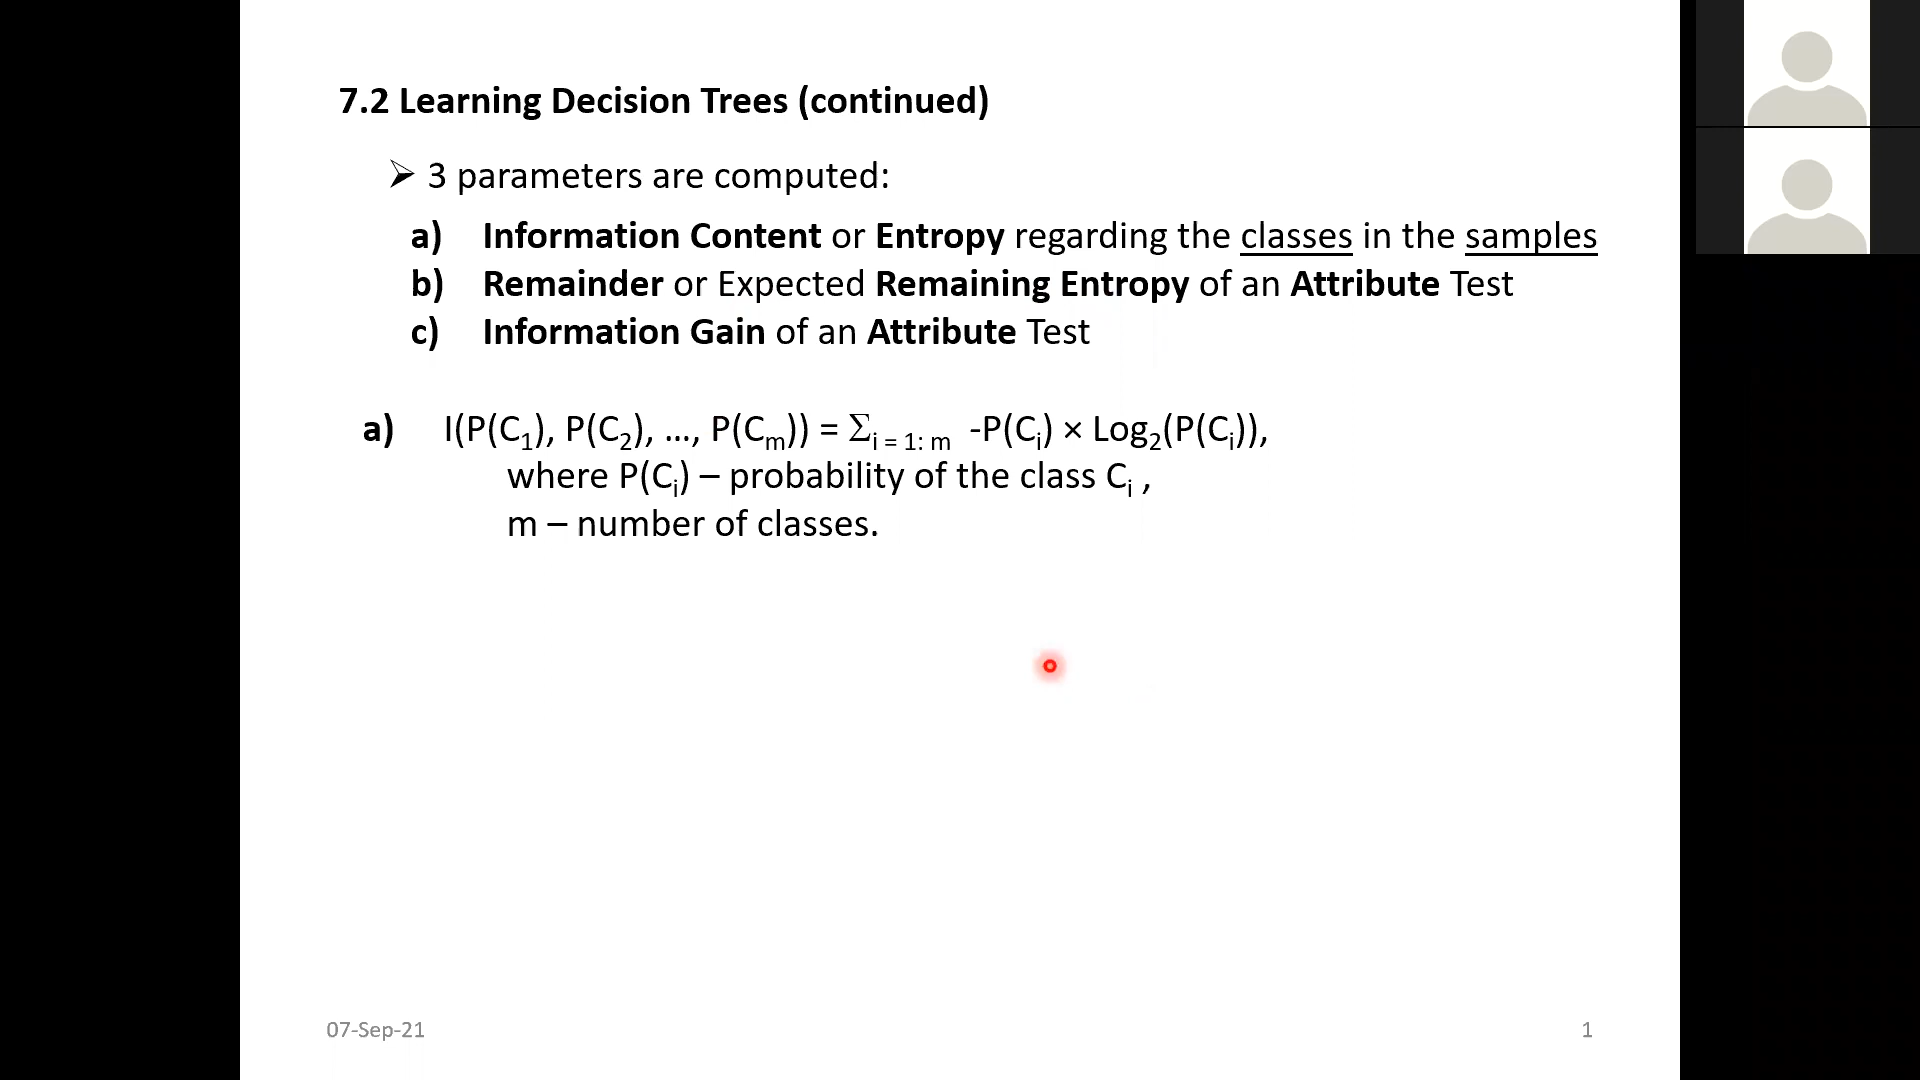 7.2 Learning Decision Trees (continued)
➢ 3 parameters are computed:
a) Information Content or Entropy regarding the classes in the samples
b) Remainder or Expected Remaining Entropy of an Attribute Test
c) Information Gain of an Attribute Test
a) I(P(C₁), P(C₂), ..., P(Cₘ)) = Σᵢ ₌ ₁: ₘ -P(Cᵢ) × Log₂(P(Cᵢ)),
where P(Cᵢ) – probability of the class Cᵢ ,
m – number of classes.
07-Sep-21
1